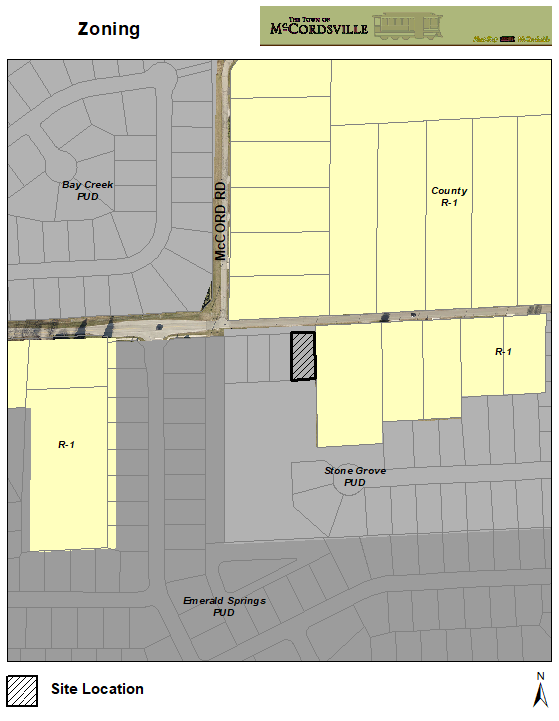 Zoning
THE TOWN OF
MCCORDSVILLE
Bay Creek
PUD
McCORD RD
County
R-1
R-1
R-1
Stone Grove
PUD
Emerald Springs
PUD
Site Location
N